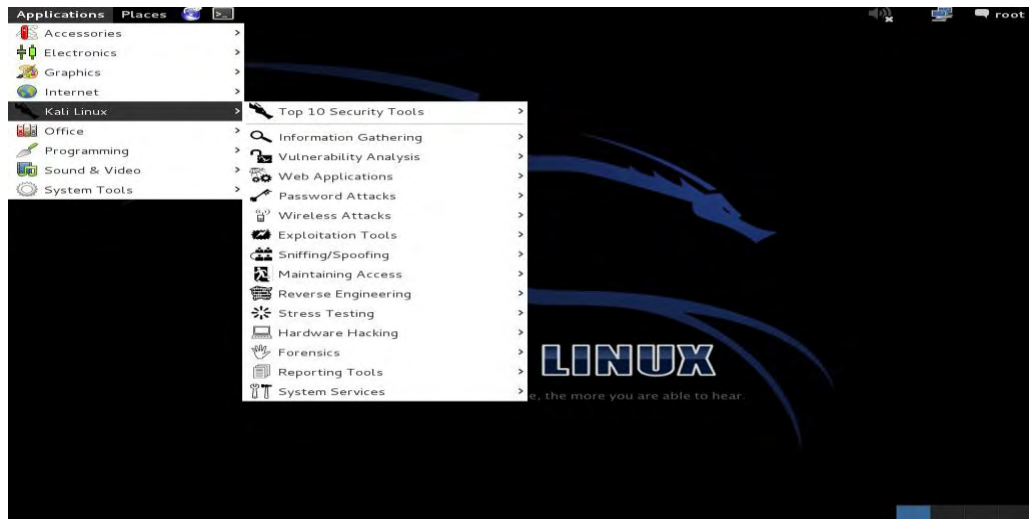 Applications Places root
Accessories
Electronics
Graphics
Internet
Kali Linux
Office
Programming
Sound & Video
System Tools
Top 10 Security Tools
Information Gathering
Vulnerability Analysis
Web Applications
Password Attacks
Wireless Attacks
Exploitation Tools
Sniffing/Spoofing
Maintaining Access
Reverse Engineering
Stress Testing
Hardware Hacking
Forensics
Reporting Tools
System Services
LINUX
e, the more you are able to hear.